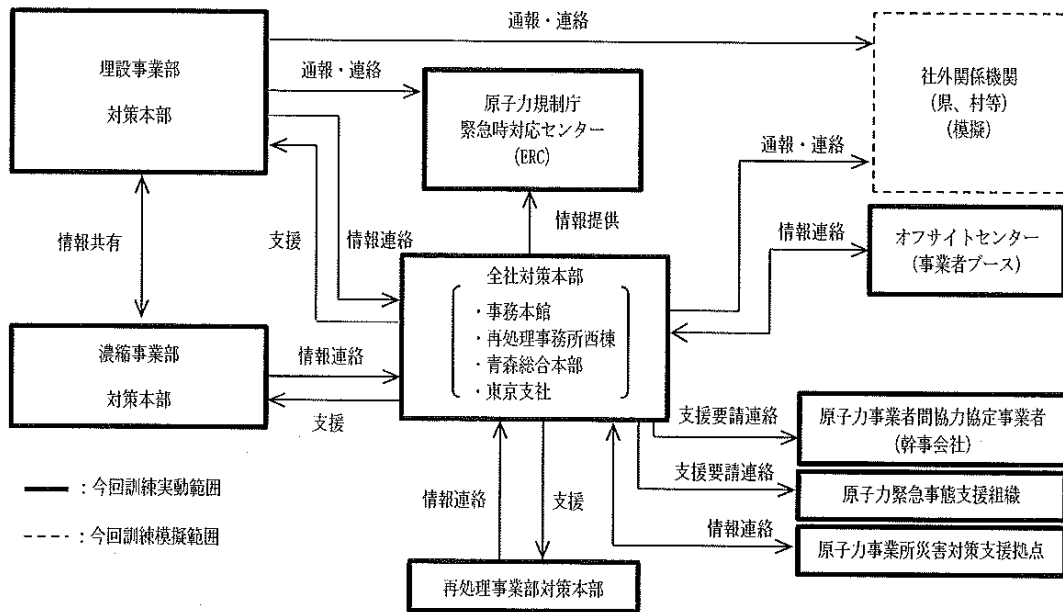 通報・連絡
埋設事業部
対策本部
通報・連絡
原子力規制庁
緊急時対応センター
(ERC)
社外関係機関
(県、村等)
(模擬)
通報・連絡
情報共有
支援
情報連絡
情報提供
情報連絡
オフサイトセンター
(事業者ブース)
全社対策本部
・事務本館
・再処理事務所西棟
・青森総合本部
・東京支社
濃縮事業部
対策本部
情報連絡
支援
支援要請連絡
原子力事業者間協力協定事業者
(幹事会社)
支援要請連絡
原子力緊急事態支援組織
情報連絡
原子力事業所災害対策支援拠点
情報連絡
支援
再処理事業部対策本部
:今回訓練実動範囲
:今回訓練模擬範囲